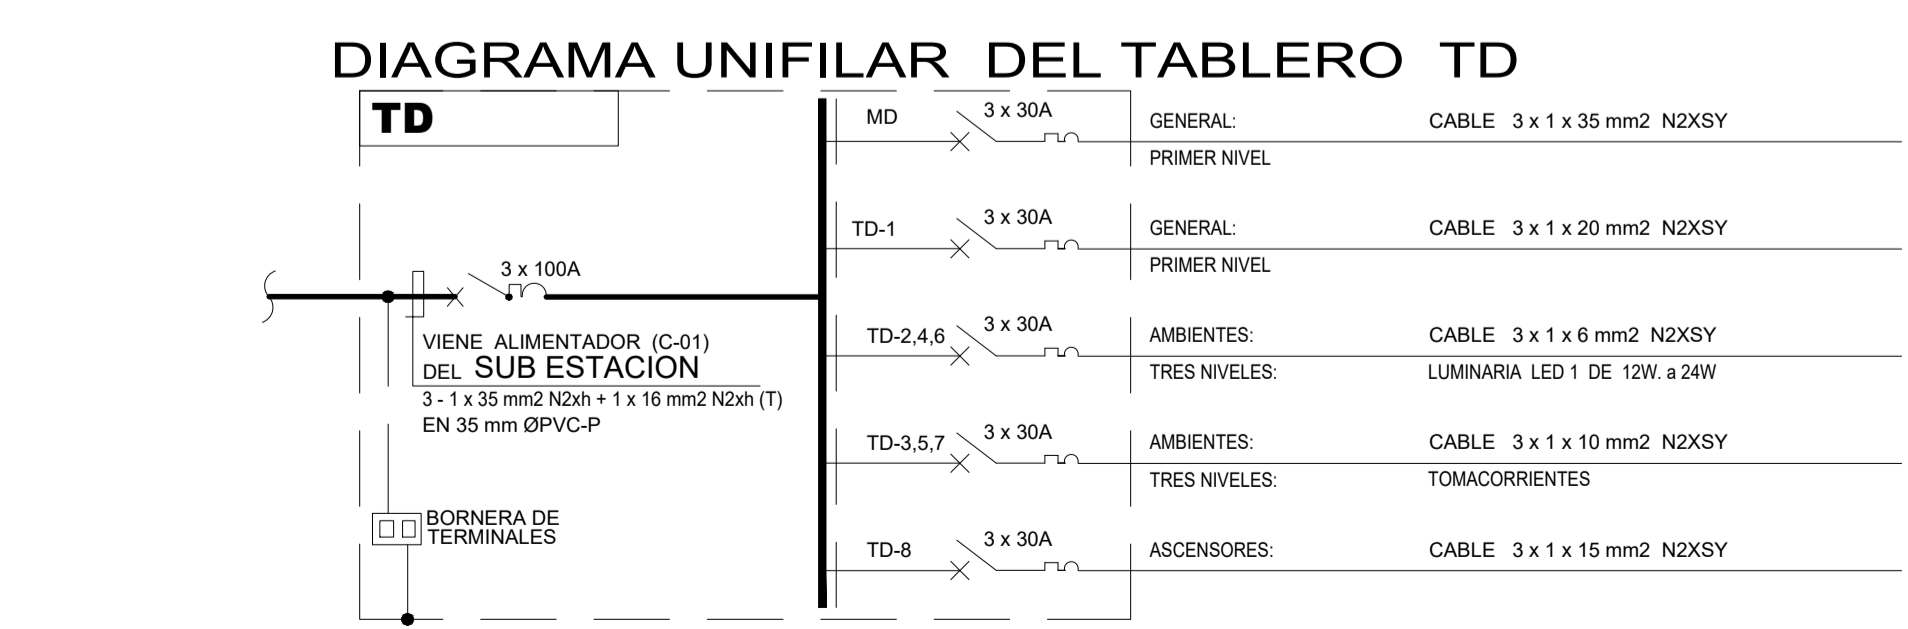 DIAGRAMA UNIFILAR DEL TABLERO TD
TD
3 x 100A
VIENE ALIMENTADOR (C-01)
DEL SUB ESTACION
3 - 1 x 35 mm2 N2xh + 1 x 16 mm2 N2xh (T)
EN 35 mm ØPVC-P
BORNERA DE
TERMINALES
MD 3 x 30A GENERAL: CABLE 3 x 1 x 35 mm2 N2XSY
PRIMER NIVEL
TD-1 3 x 30A GENERAL: CABLE 3 x 1 x 20 mm2 N2XSY
PRIMER NIVEL
TD-2,4,6 3 x 30A AMBIENTES: CABLE 3 x 1 x 6 mm2 N2XSY
TRES NIVELES: LUMINARIA LED 1 DE 12W. a 24W
TD-3,5,7 3 x 30A AMBIENTES: CABLE 3 x 1 x 10 mm2 N2XSY
TRES NIVELES: TOMACORRIENTES
TD-8 3 x 30A ASCENSORES: CABLE 3 x 1 x 15 mm2 N2XSY